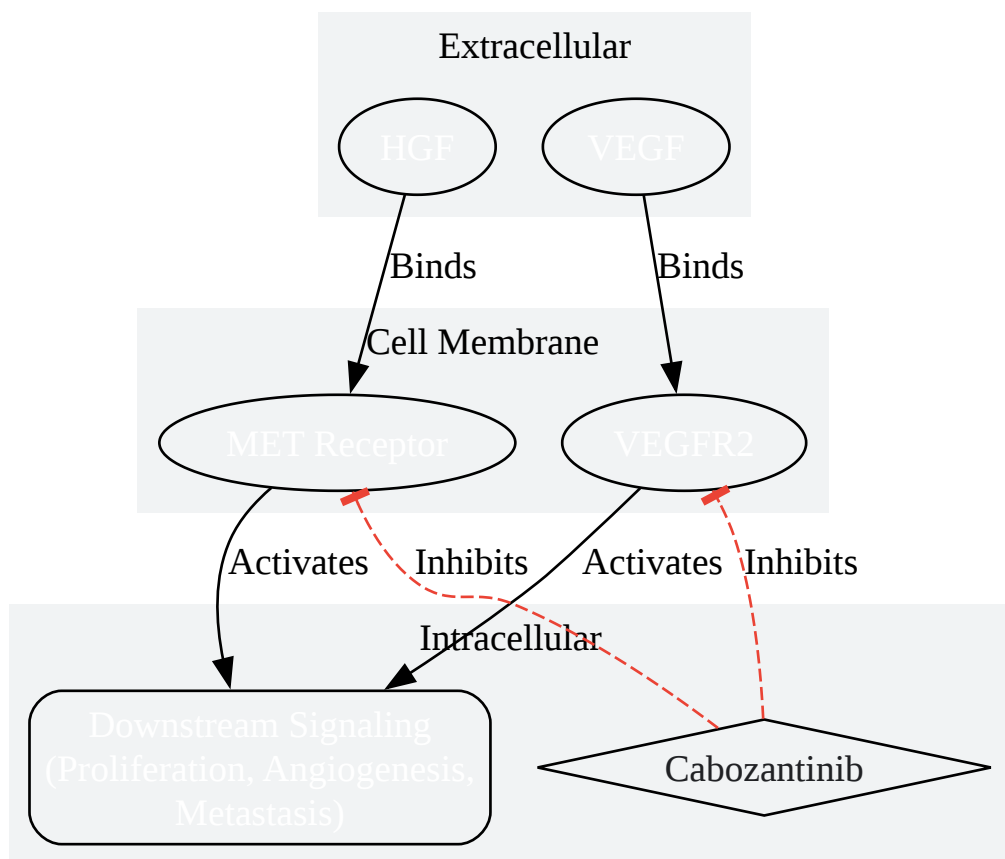 Extracellular
HGF
VEGF
Binds
Binds
Cell Membrane
MET Receptor
VEGFR2
Activates
Inhibits
Activates
Inhibits
Intracellular
Downstream Signaling
(Proliferation, Angiogenesis,
Metastasis)
Cabozantinib